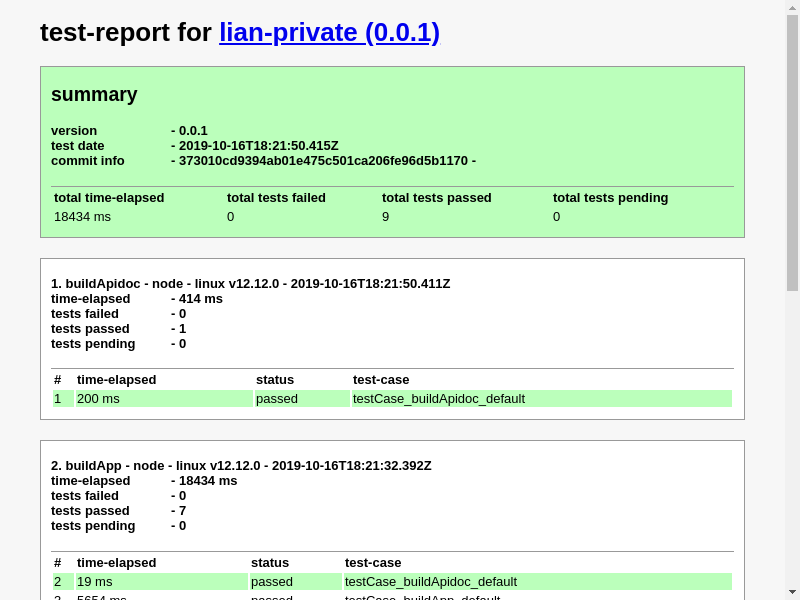 test-report for lian-private (0.0.1)
summary
version - 0.0.1
test date - 2019-10-16T18:21:50.415Z
commit info - 373010cd9394ab01e475c501ca206fe96d5b1170 -
total time-elapsed total tests failed total tests passed total tests pending
18434 ms 0 9 0
1. buildApidoc - node - linux v12.12.0 - 2019-10-16T18:21:50.411Z
time-elapsed - 414 ms
tests failed - 0
tests passed - 1
tests pending - 0
# time-elapsed status test-case
1 200 ms passed testCase_buildApidoc_default
2. buildApp - node - linux v12.12.0 - 2019-10-16T18:21:32.392Z
time-elapsed - 18434 ms
tests failed - 0
tests passed - 7
tests pending - 0
# time-elapsed status test-case
2 19 ms passed testCase_buildApidoc_default
3 5654 ms passed testCase_buildApp_default